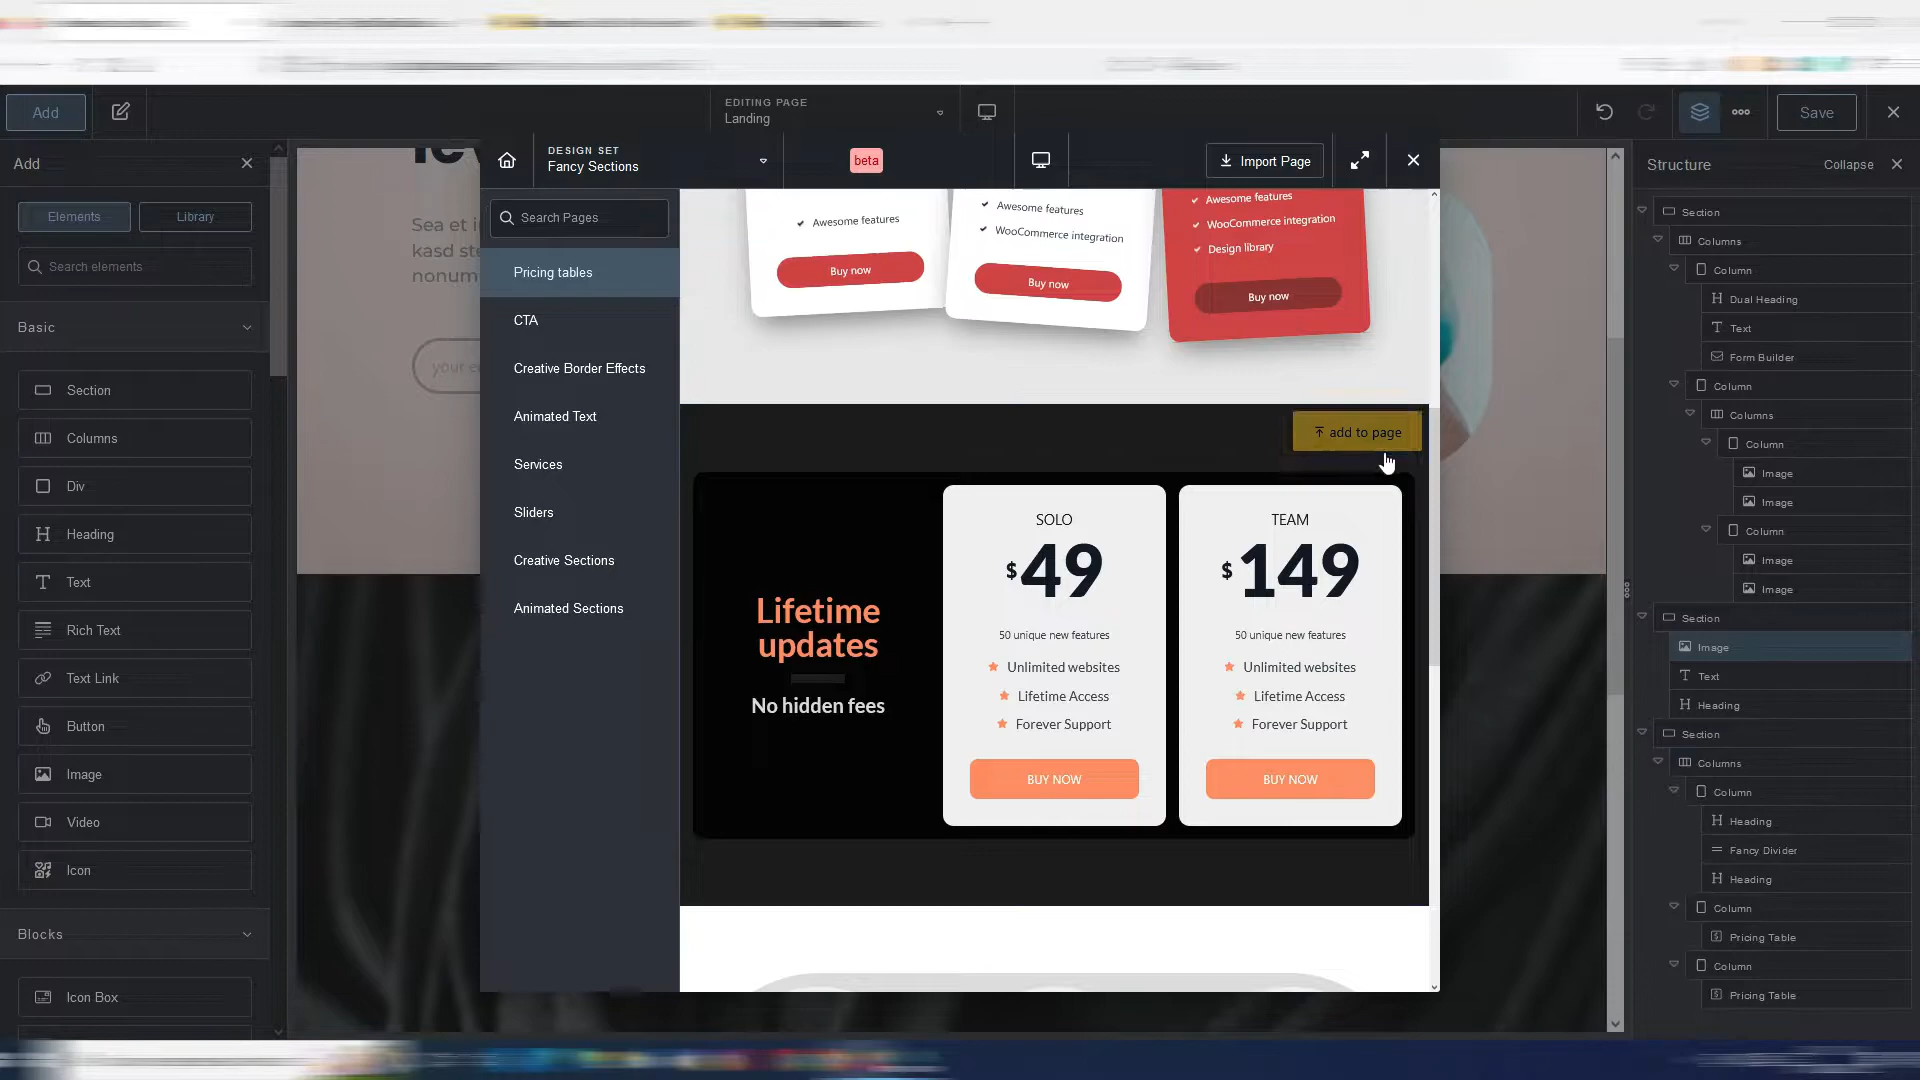 Add
EDITING PAGE
Landing
Save
Add
Elements
Library
Search elements
Basic
Section
Columns
Div
Heading
Text
Rich Text
Text Link
Button
Image
Video
Icon
Blocks
Icon Box
Sea et
kasd ste
nonum
DESIGN SET
Fancy Sections
beta
Import Page
Search Pages
Pricing tables
CTA
Creative Border Effects
Animated Text
Services
Sliders
Creative Sections
Animated Sections
Awesome features
Buy now
Awesome features
WooCommerce integration
Buy now
Awesome features
WooCommerce integration
Design library
Buy now
add to page
Lifetime
updates
No hidden fees
SOLO
$49
50 unique new features
Unlimited websites
Lifetime Access
Forever Support
BUY NOW
TEAM
$149
50 unique new features
Unlimited websites
Lifetime Access
Forever Support
BUY NOW
Structure
Collapse
Section
Columns
Column
Dual Heading
Text
Form Builder
Column
Columns
Column
Image
Image
Column
Image
Image
Section
Image
Text
Heading
Section
Columns
Column
Heading
Fancy Divider
Heading
Column
Pricing Table
Column
Pricing Table